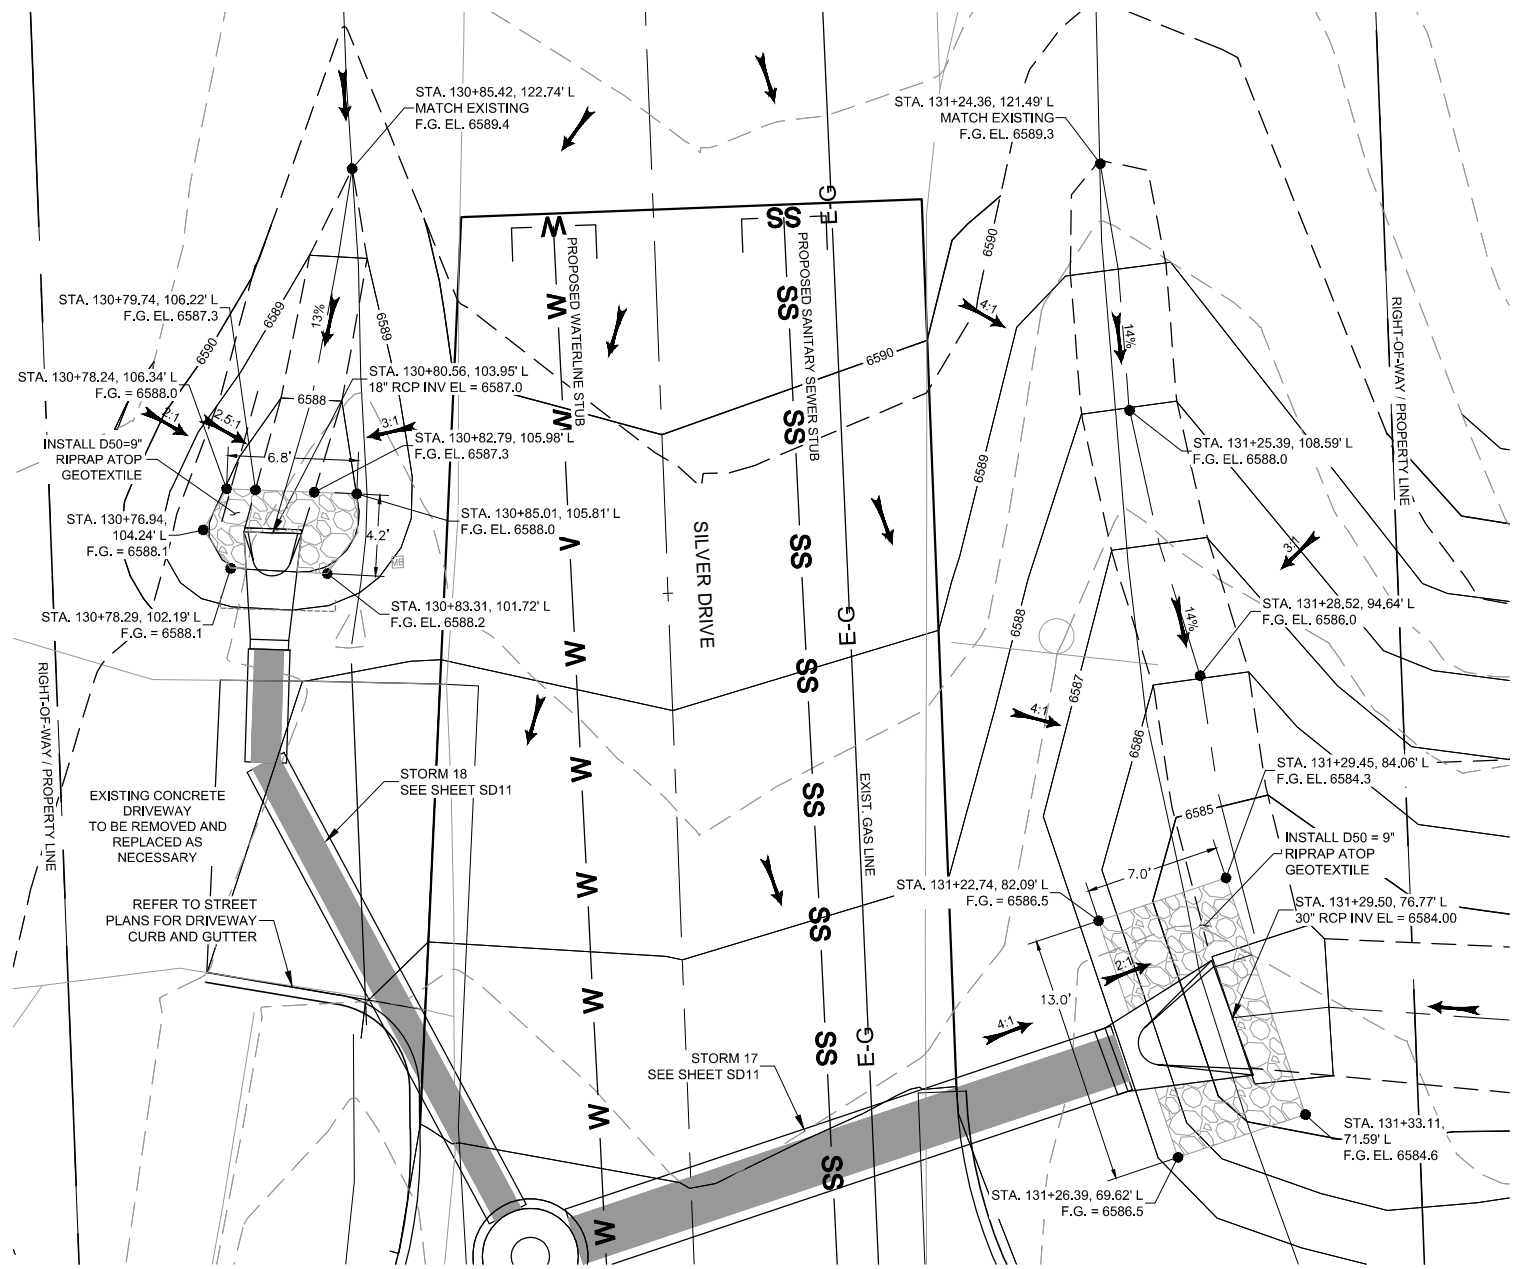 STA. 130+85.42, 122.74' L
MATCH EXISTING
F.G. EL. 6589.4
STA. 131+24.36, 121.49' L
MATCH EXISTING
F.G. EL. 6589.3
E-G
W
SS
PROPOSED WATERLINE STUB
PROPOSED SANITARY SEWER STUB
6590
4:1
RIGHT-OF-WAY / PROPERTY LINE
STA. 130+79.74, 106.22' L
F.G. EL. 6587.3
6589
13%
6589
W
SS
14%
6590
6590
STA. 130+78.24, 106.34' L
F.G. = 6588.0
STA. 130+80.56, 103.95' L
18" RCP INV EL = 6587.0
6588
2:1
2.5:1
3:1
W
SS
INSTALL D50=9"
RIPRAP ATOP
GEOTEXTILE
6.8'
STA. 130+82.79, 105.98' L
F.G. EL. 6587.3
STA. 131+25.39, 108.59' L
F.G. EL. 6588.0
6589
STA. 130+76.94,
104.24' L
F.G. = 6588.1
4.2'
STA. 130+85.01, 105.81' L
F.G. EL. 6588.0
SILVER DRIVE
SS
3:1
MB
STA. 130+78.29, 102.19' L
F.G. = 6588.1
STA. 130+83.31, 101.72' L
F.G. EL. 6588.2
E-G
6588
14%
STA. 131+28.52, 94.64' L
F.G. EL. 6586.0
W
SS
RIGHT-OF-WAY / PROPERTY LINE
6587
4:1
6586
STORM 18
SEE SHEET SD11
W
SS
EXIST. GAS LINE
STA. 131+29.45, 84.06' L
F.G. EL. 6584.3
EXISTING CONCRETE
DRIVEWAY
TO BE REMOVED AND
REPLACED AS
NECESSARY
6585
INSTALL D50 = 9"
RIPRAP ATOP
GEOTEXTILE
7.0'
W
SS
STA. 131+22.74, 82.09' L
F.G. = 6586.5
REFER TO STREET
PLANS FOR DRIVEWAY
CURB AND GUTTER
STA. 131+29.50, 76.77' L
30" RCP INV EL = 6584.00
2:1
13.0'
W
SS
E-G
4:1
STORM 17
SEE SHEET SD11
W
SS
STA. 131+33.11,
71.59' L
F.G. EL. 6584.6
STA. 131+26.39, 69.62' L
F.G. = 6586.5
W